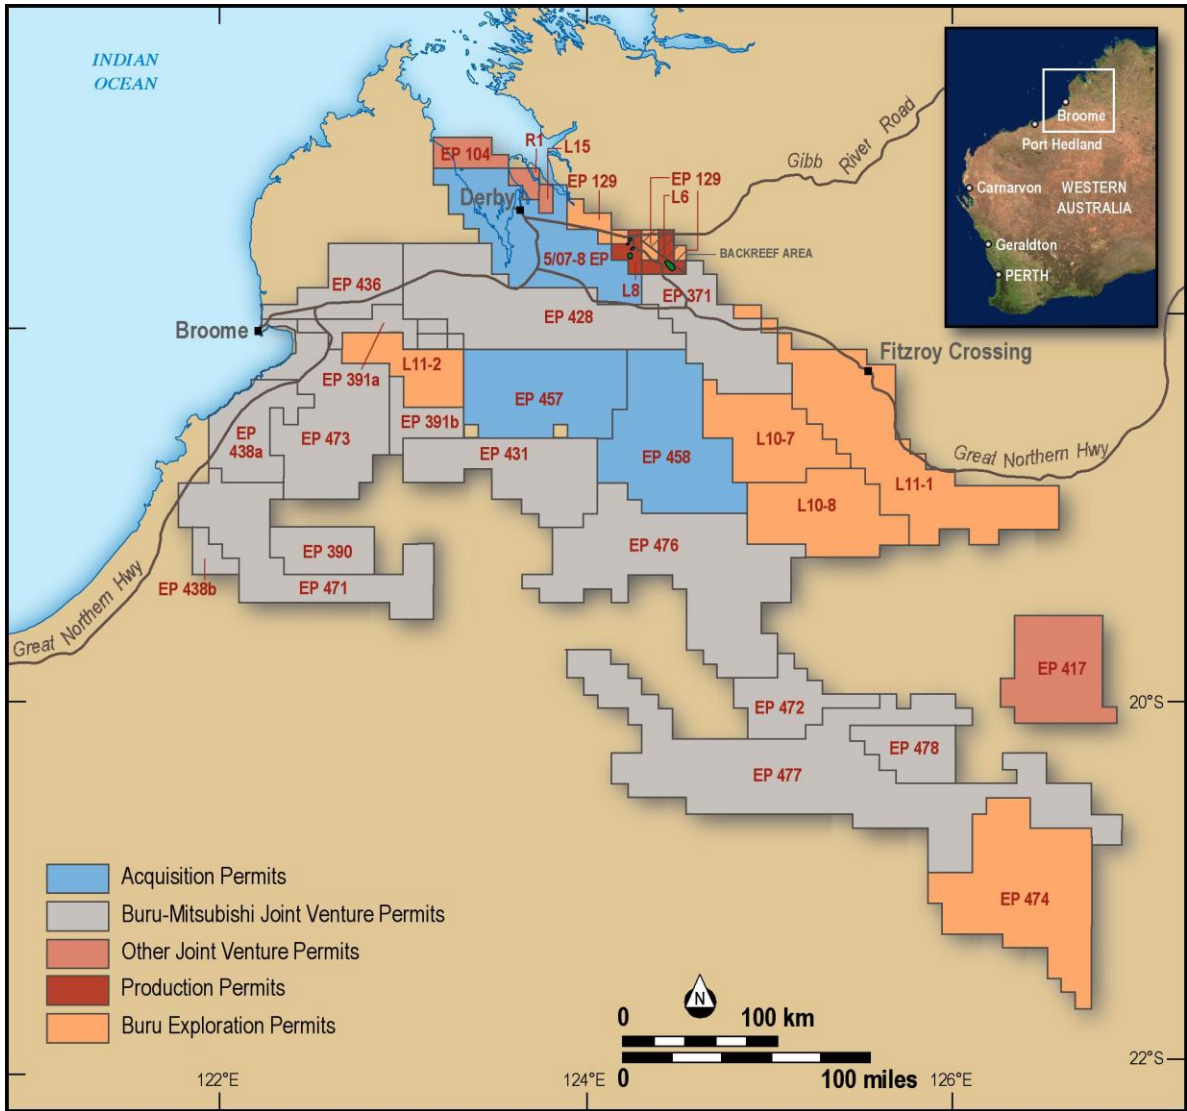 INDIAN
OCEAN
Gibb River Road
R1
L15
EP 104
EP 129
EP 129
L6
Derby
BACKREEF AREA
5/07-8 EP
L8
EP 371
EP 436
EP 428
Broome
Fitzroy Crossing
L11-2
EP 391a
EP 457
EP 391b
EP
438a
EP 473
EP 431
EP 458
L10-7
Great Northern Hwy
L11-1
L10-8
EP 390
EP 476
EP 438b
EP 471
Great Northern Hwy
EP 417
EP 472
EP 478
EP 477
EP 474
20°S
22°S
122°E
124°E
126°E
Broome
Port Hedland
Carnarvon
WESTERN
AUSTRALIA
Geraldton
PERTH
Acquisition Permits
Buru-Mitsubishi Joint Venture Permits
Other Joint Venture Permits
Production Permits
Buru Exploration Permits
N
0 100 km
0 100 miles